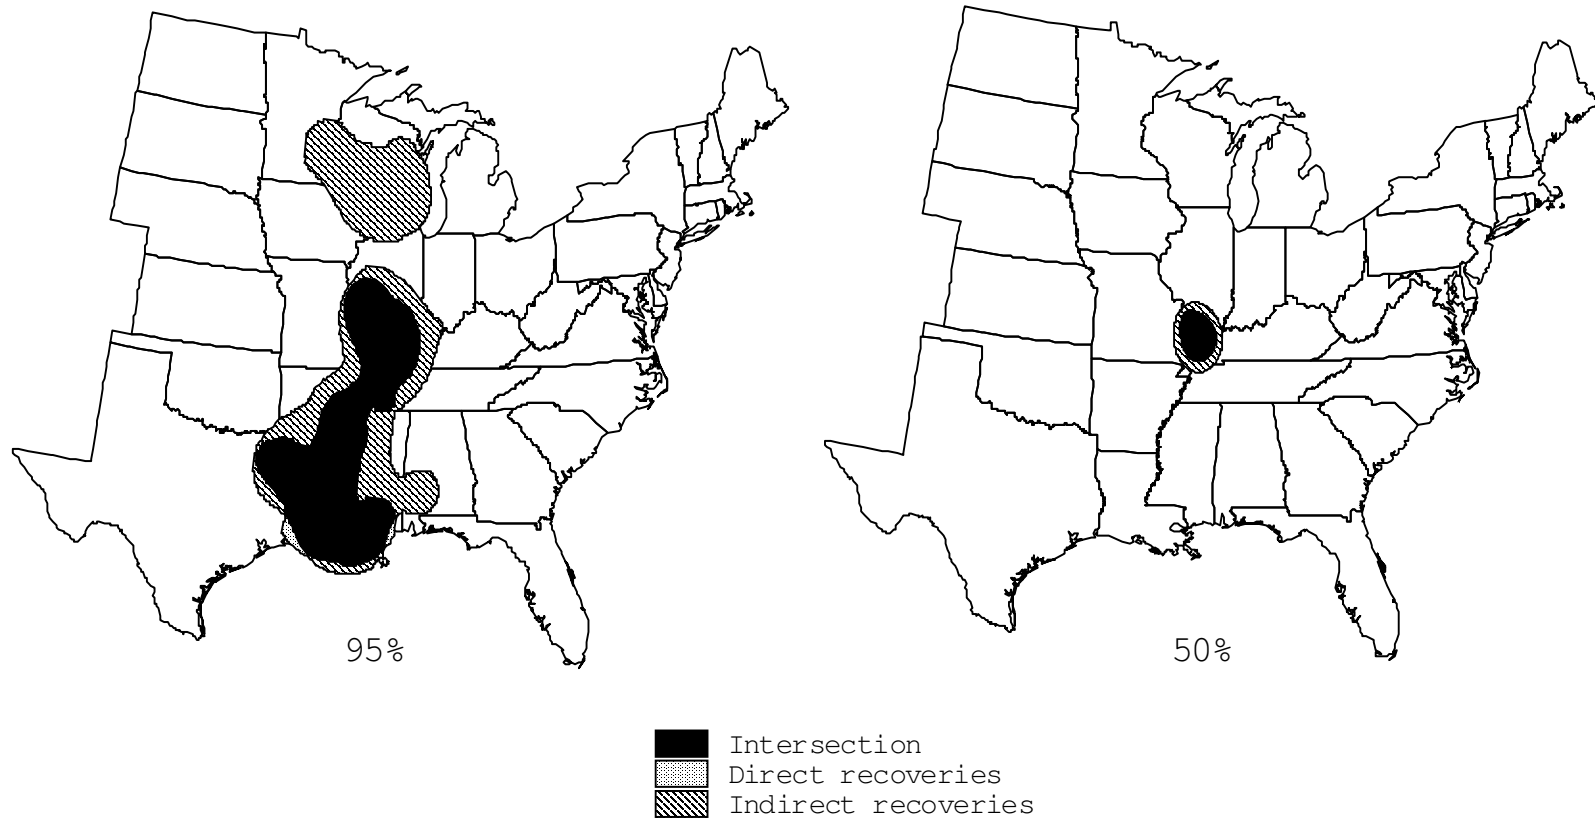 95%
50%
Intersection
Direct recoveries
Indirect recoveries